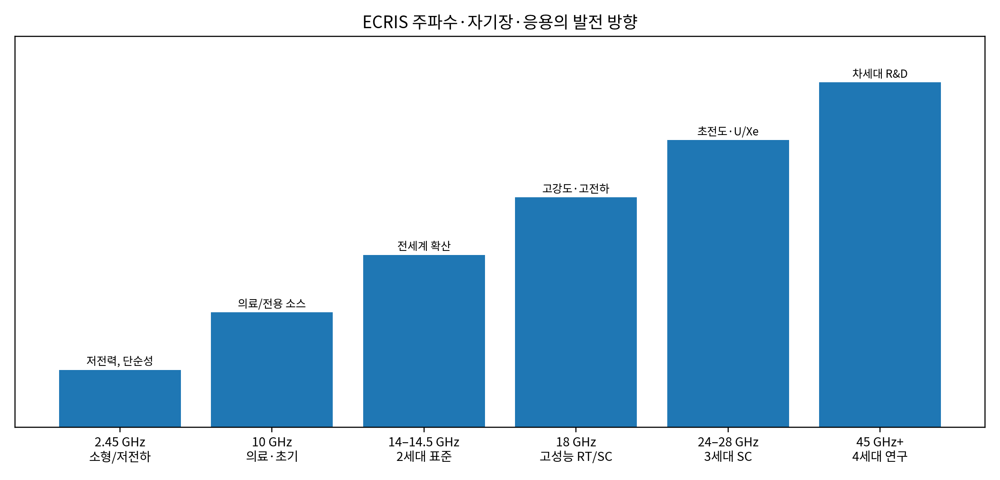 ECRIS 주파수·자기장·응용의 발전 방향
차세대 R&D
초전도·U/Xe
고강도·고전하
전세계 확산
의료/전용 소스
저전력, 단순성
2.45 GHz
소형/저전하
10 GHz
의료·초기
14–14.5 GHz
2세대 표준
18 GHz
고성능 RT/SC
24–28 GHz
3세대 SC
45 GHz+
4세대 연구